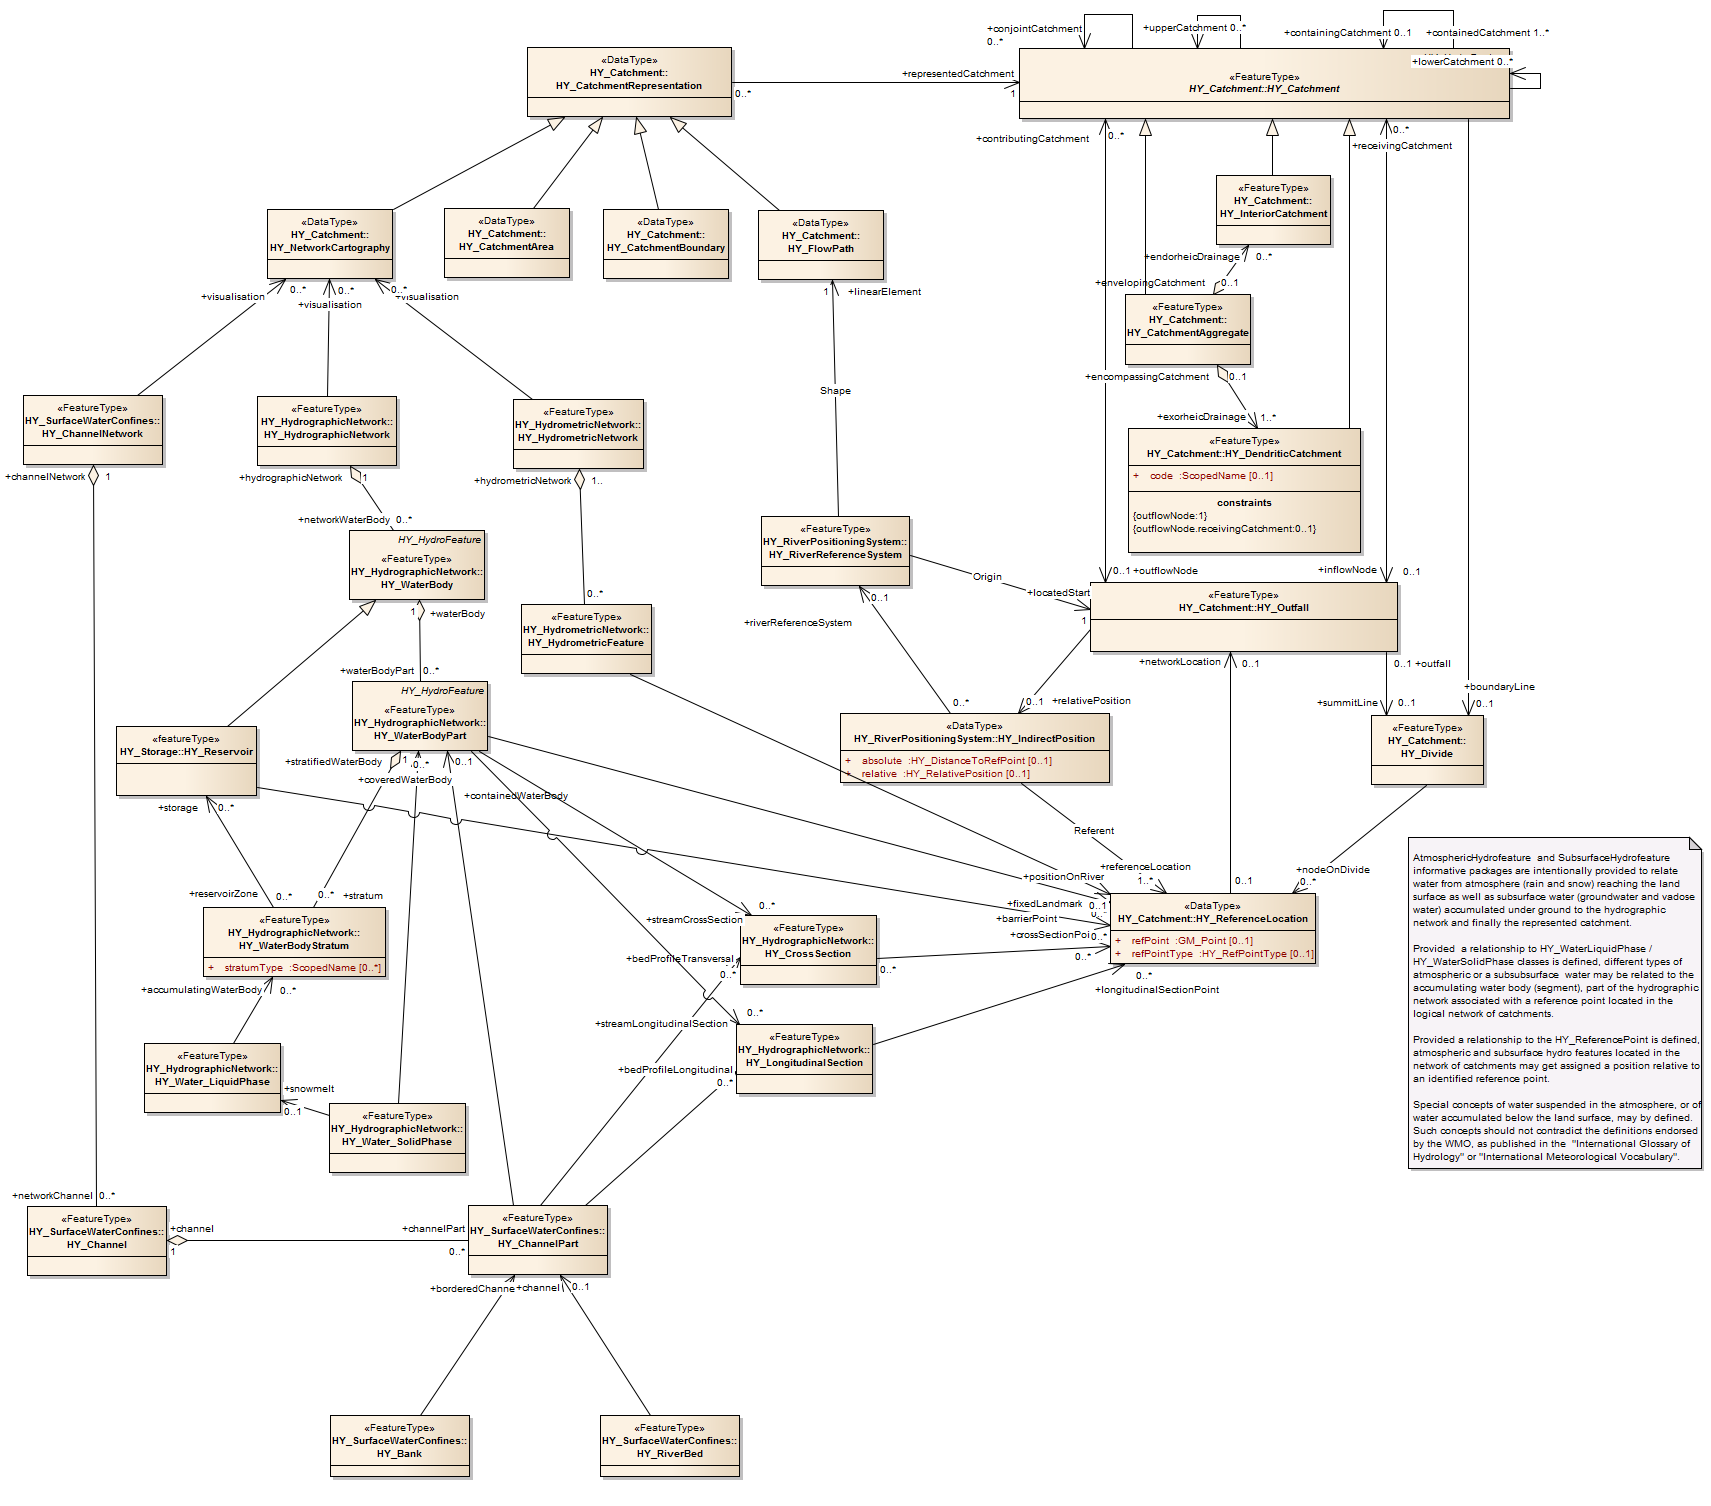 +conjointCatchment
0..*
+upperCatchment 0..*
+containingCatchment 0..1
+containedCatchment 1..*
+lowerCatchment 0..*
«FeatureType»
HY_Catchment::HY_Catchment
«DataType»
HY_Catchment::
HY_CatchmentRepresentation
+representedCatchment
0..*
1
+contributingCatchment
0..*
0..*
+receivingCatchment
«FeatureType»
HY_Catchment::
HY_InteriorCatchment
«DataType»
HY_Catchment::
HY_NetworkCartography
«DataType»
HY_Catchment::
HY_CatchmentArea
«DataType»
HY_Catchment::
HY_CatchmentBoundary
«DataType»
HY_Catchment::
HY_FlowPath
+endorheicDrainage
0..*
+envelopingCatchment
0..1
+visualisation
0..*
+visualisation
0..*
0..*
+visualisation
1
+linearElement
«FeatureType»
HY_Catchment::
HY_CatchmentAggregate
+encompassingCatchment
0..1
Shape
+exorheicDrainage
1..*
«FeatureType»
HY_SurfaceWaterConfines::
HY_ChannelNetwork
«FeatureType»
HY_HydrographicNetwork::
HY_HydrographicNetwork
«FeatureType»
HY_HydrometricNetwork::
HY_HydrometricNetwork
«FeatureType»
HY_Catchment::HY_DendriticCatchment
+ code :ScopedName [0..1]
constraints
{outflowNode:1}
{outflowNode.receivingCatchment:0..1}
+channelNetwork
1
+hydrographicNetwork
1
+hydrometricNetwork
1..
+networkWaterBody
0..*
HY_HydroFeature
«FeatureType»
HY_HydrographicNetwork::
HY_WaterBody
«FeatureType»
HY_RiverPositioningSystem::
HY_RiverReferenceSystem
Origin
+locatedStart
1
0..1
+outflowNode
+inflowNode
0..1
«FeatureType»
HY_Catchment::HY_Outfall
0..*
1
+waterBody
«FeatureType»
HY_HydrometricNetwork::
HY_HydrometricFeature
0..1
+riverReferenceSystem
+networkLocation
0..1
0..1
+outfall
+waterBodyPart
0..*
HY_HydroFeature
«FeatureType»
HY_HydrographicNetwork::
HY_WaterBodyPart
0..*
0..1
+relativePosition
+summitLine
0..1
+boundaryLine
0..1
«featureType»
HY_Storage::HY_Reservoir
«DataType»
HY_RiverPositioningSystem::HY_IndirectPosition
+ absolute :HY_DistanceToRefPoint [0..1]
+ relative :HY_RelativePosition [0..1]
«FeatureType»
HY_Catchment::
HY_Divide
+stratifiedWaterBody
1
0..*
+coveredWaterBody
0..1
+containedWaterBody
+storage
0..*
Referent
+referenceLocation
1..*
+nodeOnDivide
0..*
+positionOnRiver
+fixedLandmark
0..1
+barrierPoint
0..*
+crossSectionPoi
0..*
+reservoirZone
0..*
0..*
+stratum
«FeatureType»
HY_HydrographicNetwork::
HY_WaterBodyStratum
+ stratumType :ScopedName [0..*]
0..*
+streamCrossSection
«FeatureType»
HY_HydrographicNetwork::
HY_CrossSection
0..*
0..*
«DataType»
HY_Catchment::HY_ReferenceLocation
+ refPoint :GM_Point [0..1]
+ refPointType :HY_RefPointType [0..1]
0..1
AtmosphericHydrofeature and SubsurfaceHydrofeature
informative packages are intentionally provided to relate
water from atmosphere (rain and snow) reaching the land
surface as well as subsurface water (groundwater and vadose
water) accumulated under ground to the hydrographic
network and finally the represented catchment.
Provided a relationship to HY_WaterLiquidPhase /
HY_WaterSolidPhase classes is defined, different types of
atmospheric or a subsubsurface water may be related to the
accumulating water body (segment), part of the hydrographic
network associated with a reference point located in the
logical network of catchments.
Provided a relationship to the HY_ReferencePoint is defined,
atmospheric and subsurface hydro features located in the
network of catchments may get assigned a position relative to
an identified reference point.
Special concepts of water suspended in the atmosphere, or of
water accumulated below the land surface, may by defined.
Such concepts should not contradict the definitions endorsed
by the WMO, as published in the "International Glossary of
Hydrology" or "International Meteorological Vocabulary".
+bedProfileTransversal
0..*
0..*
+longitudinalSectionPoint
+accumulatingWaterBody
0..*
+streamLongitudinalSection
0..*
«FeatureType»
HY_HydrographicNetwork::
HY_LongitudinalSection
+bedProfileLongitudinal
0..*
«FeatureType»
HY_HydrographicNetwork::
HY_Water_LiquidPhase
+snowmelt
0..1
«FeatureType»
HY_HydrographicNetwork::
HY_Water_SolidPhase
+networkChannel
0..*
«FeatureType»
HY_SurfaceWaterConfines::
HY_Channel
+channel
1
+channelPart
0..*
«FeatureType»
HY_SurfaceWaterConfines::
HY_ChannelPart
+borderedChanne
+channel
0..1
«FeatureType»
HY_SurfaceWaterConfines::
HY_Bank
«FeatureType»
HY_SurfaceWaterConfines::
HY_RiverBed